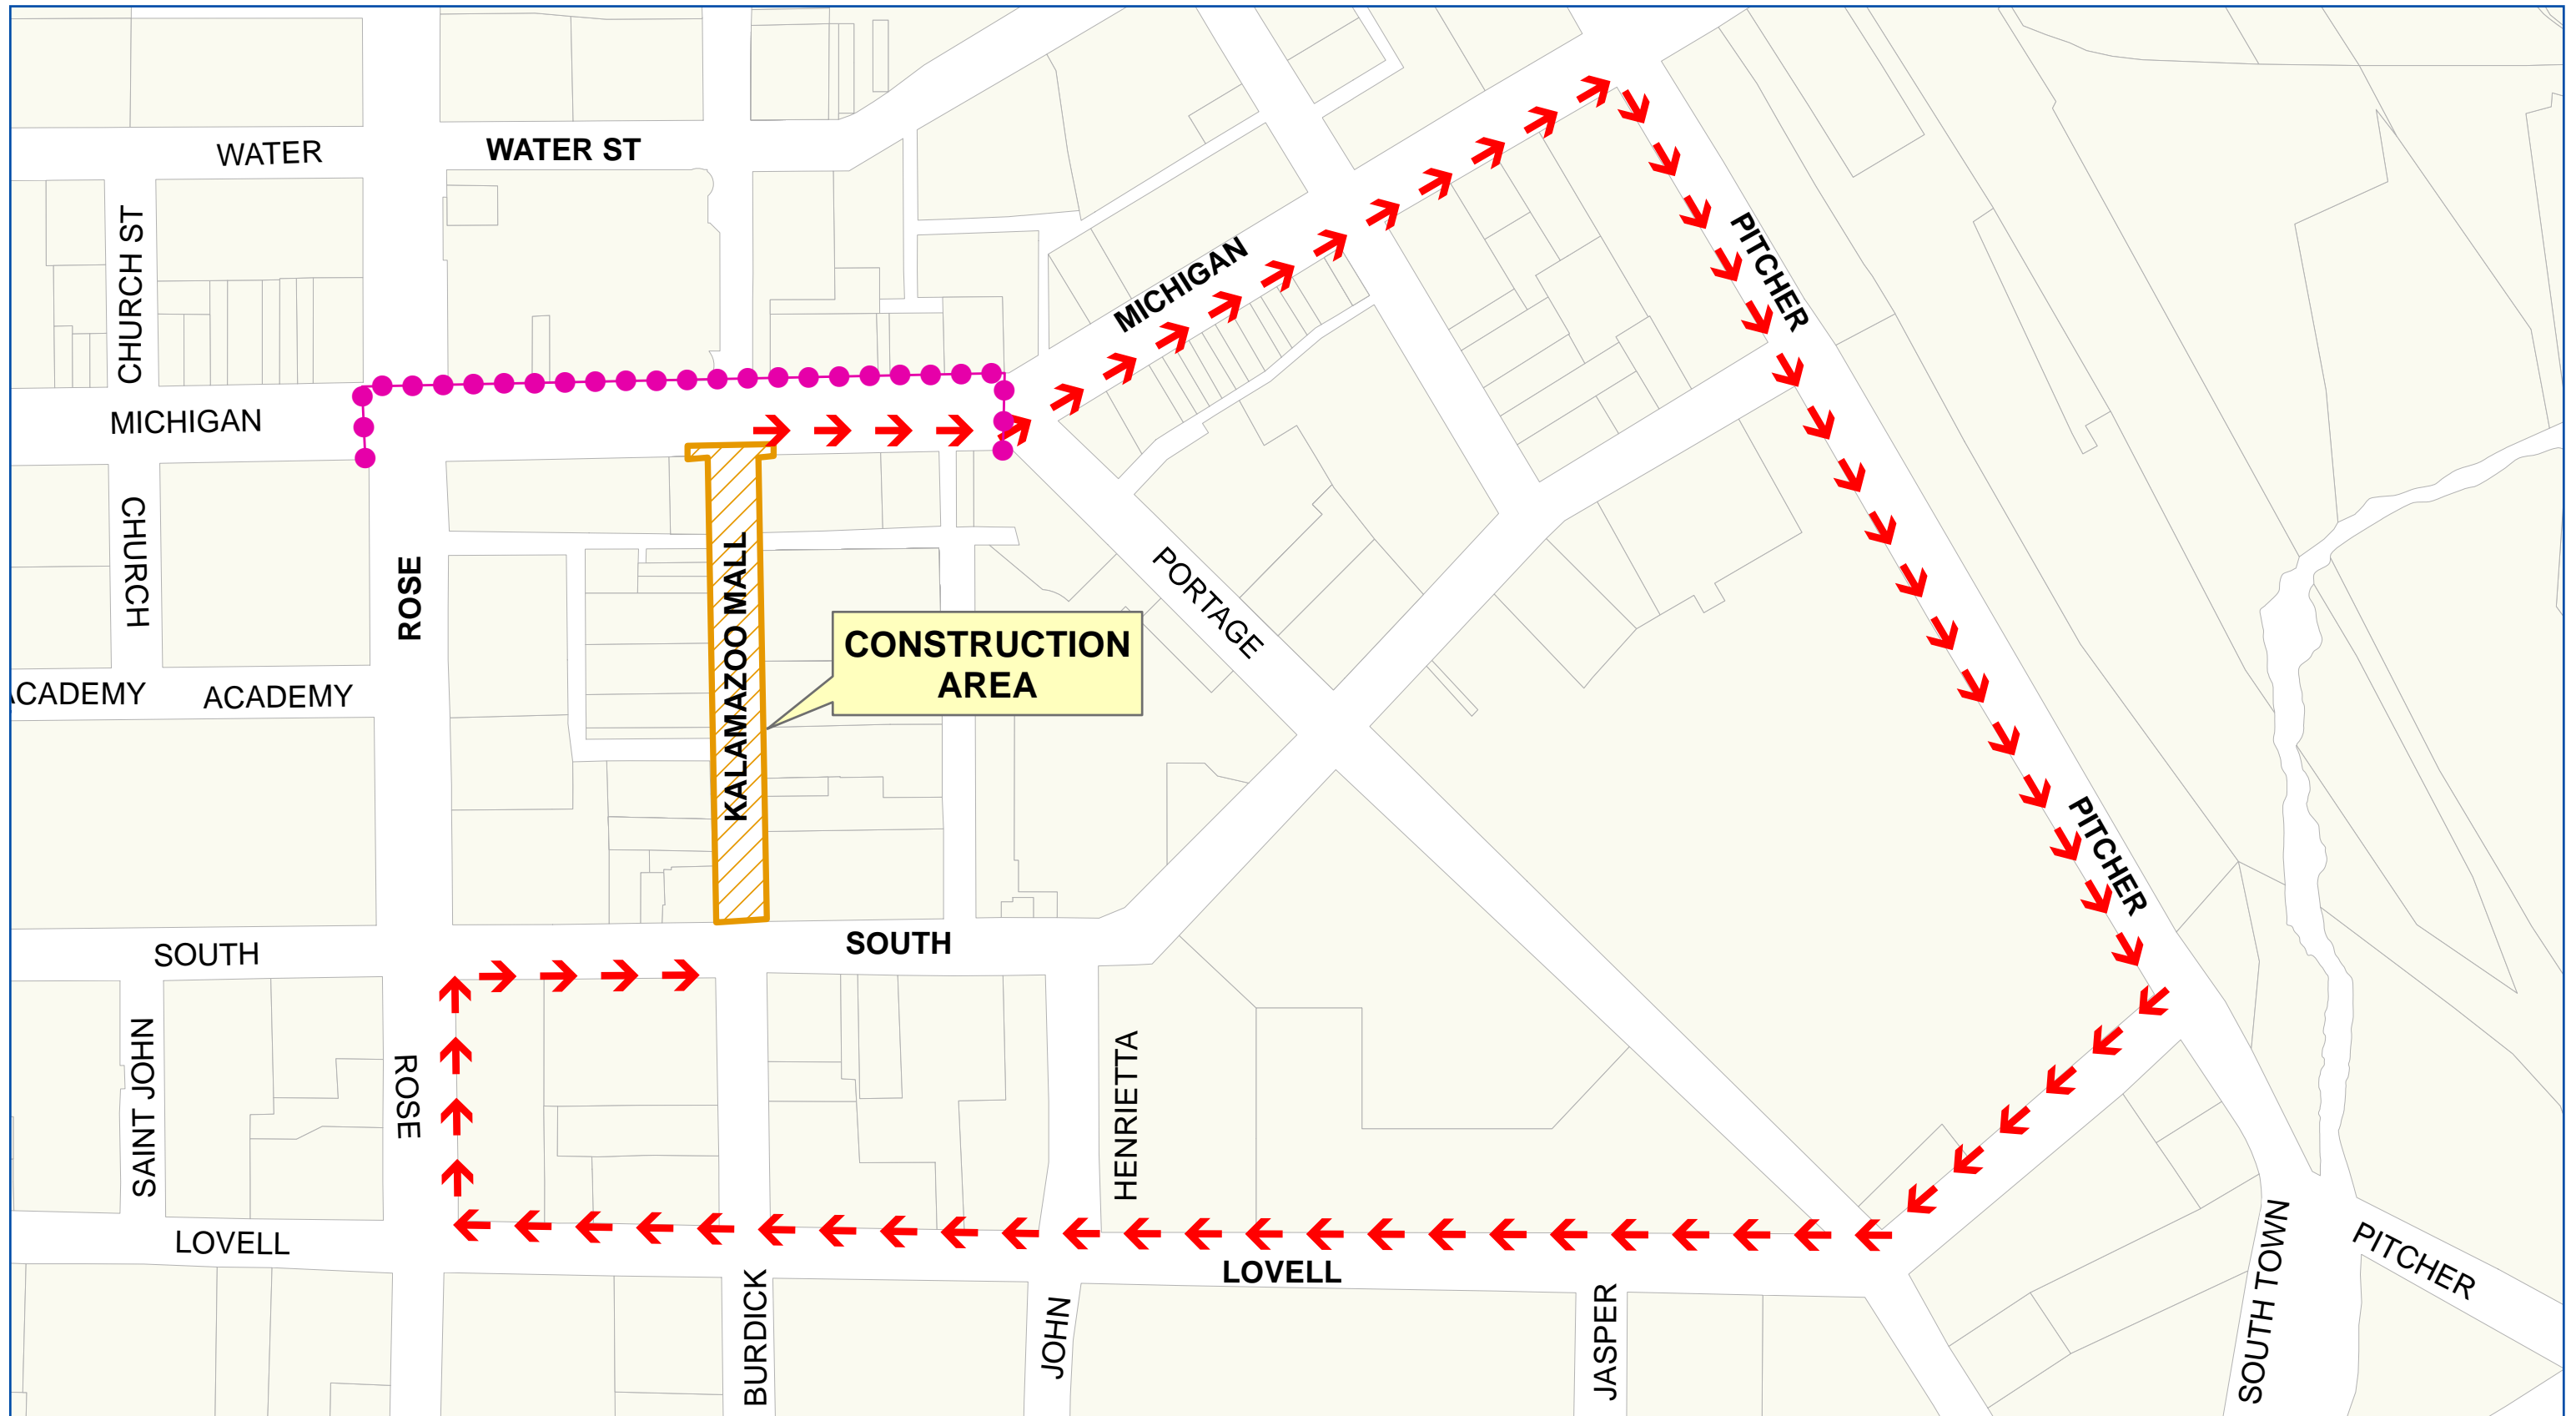 WATER
WATER ST
CHURCH ST
MICHIGAN
PITCHER
MICHIGAN
CHURCH
ROSE
KALAMAZOO MALL
PORTAGE
CONSTRUCTION
AREA
ACADEMY
ACADEMY
PITCHER
SOUTH
SOUTH
SAINT JOHN
ROSE
HENRIETTA
LOVELL
LOVELL
BURDICK
JOHN
JASPER
SOUTH TOWN
PITCHER